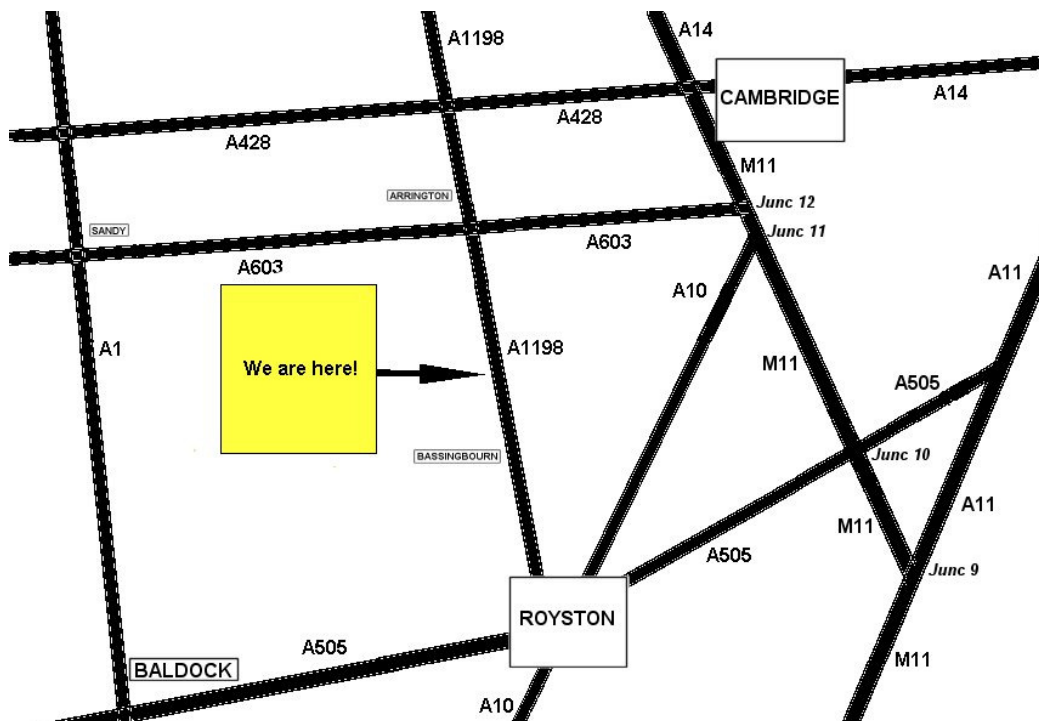 A1198
A14
CAMBRIDGE
A14
A428
A428
M11
ARRINGTON
Junc 12
SANDY
Junc 11
A603
A603
A11
A10
A1
A1198
We are here!
M11
A505
BASSINGBOURN
Junc 10
A11
M11
A505
Junc 9
ROYSTON
A505
BALDOCK
M11
A10